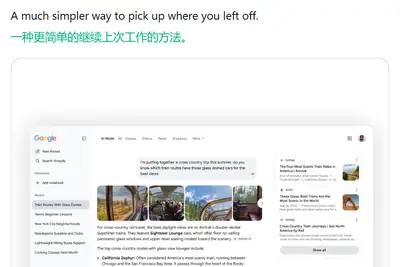 A much simpler way to pick up where you left off.
一种更简单的继续上次工作的方法。
Google
AI Mode All Images Videos News Shopping More
New thread
Search threads
Add notebook
Recent
Train Routes With Glass Domes
Tennis Beginner Lessons
New York City Neighborhoods
Needlepoint Supplies and Clubs
Lightweight Hiking Boots Support
Cooking Classes Next Month
I'm putting together a cross country trip this summer do you know which train routes have those glass domed cars for the best views
For cross-country rail travel, the best daylight views are on Amtrak's double-decker Superliner trains. They feature Sightseer Lounge cars, which offer floor-to-ceiling panoramic glass windows and upper-level seating rotated toward the scenery.
The top cross-country routes with glass-view lounges include:
California Zephyr: Often considered Amtrak's most scenic train, running between Chicago and the San Francisco Bay Area. It passes through the heart of the Rocky
The Four Most Scenic Train Rides in America I Amtrak
These Glass Roof Trains Are the Most Scenic in the World
Cross Country Train Journeys / See North America by Rail
Show all